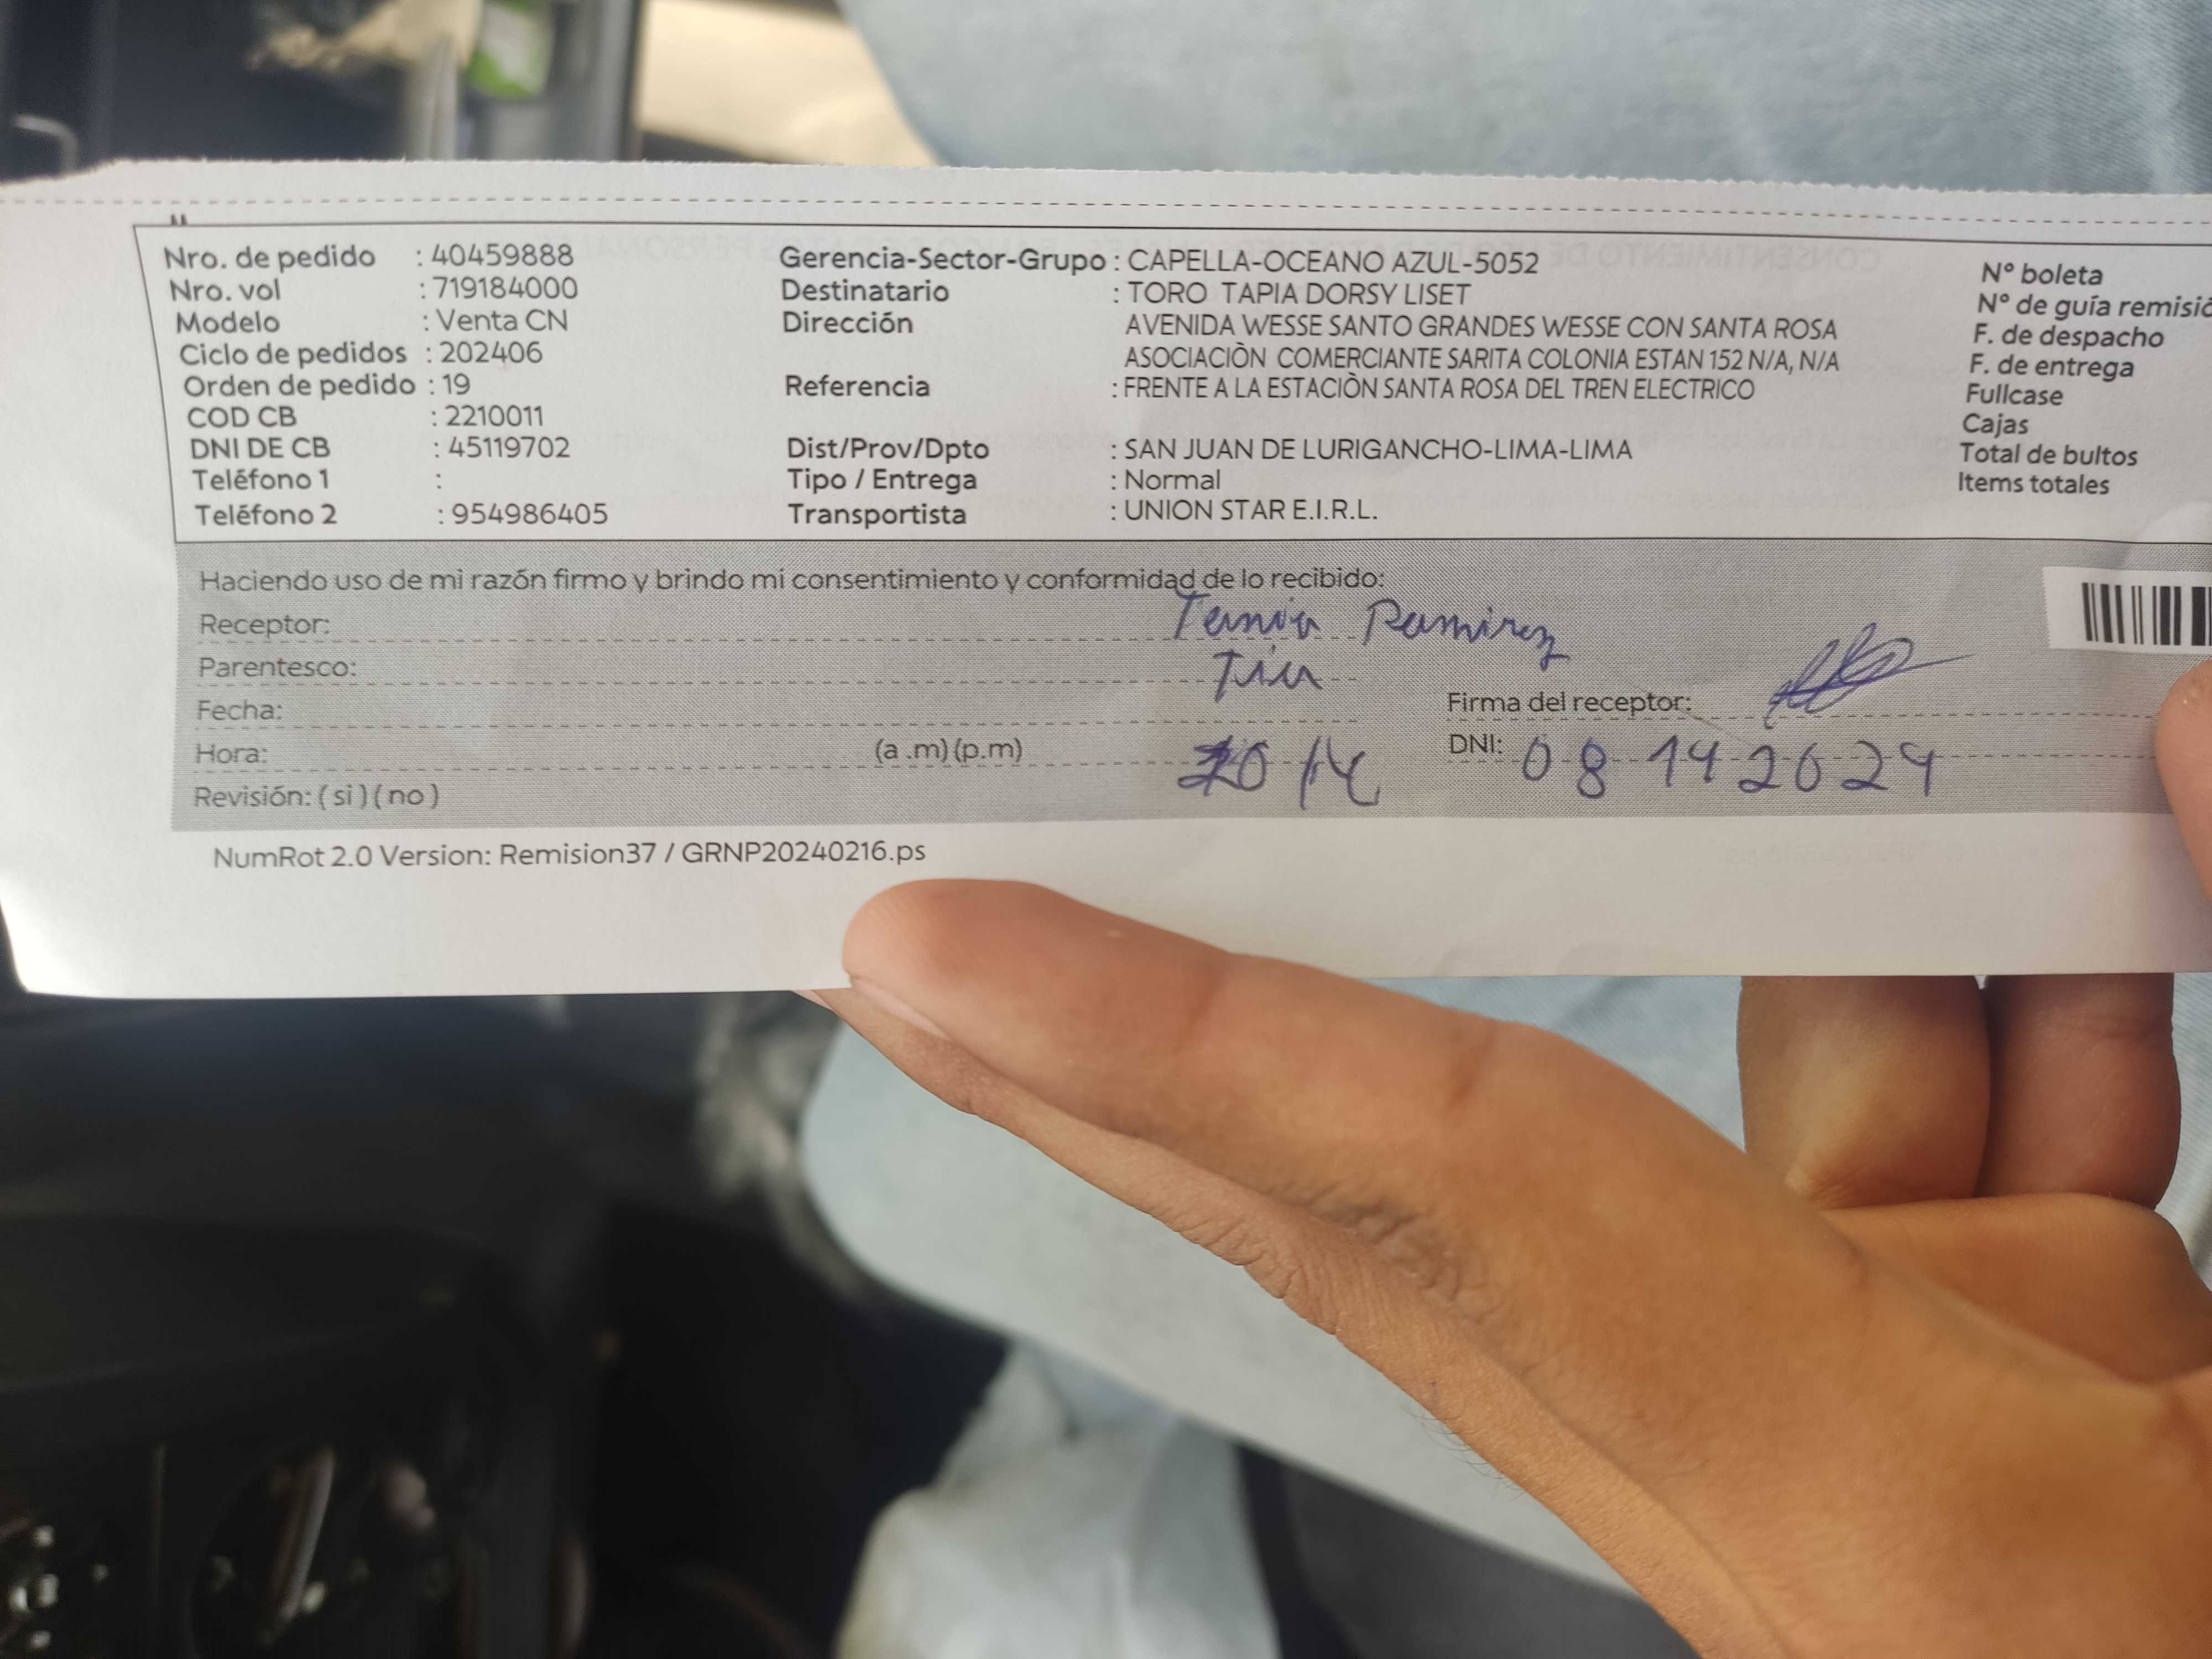 Nro. de pedido : 40459888
Nro. vol : 719184000
Modelo : Venta CN
Ciclo de pedidos : 202406
Orden de pedido : 19
COD CB : 2210011
DNI DE CB : 45119702
Teléfono 1 :
Teléfono 2 : 954986405
Gerencia-Sector-Grupo : CAPELLA-OCEANO AZUL-5052
Destinatario : TORO TAPIA DORSY LISET
Dirección AVENIDA WESSE SANTO GRANDES WESSE CON SANTA ROSA
ASOCIACIÒN COMERCIANTE SARITA COLONIA ESTAN 152 N/A, N/A
Referencia : FRENTE A LA ESTACIÒN SANTA ROSA DEL TREN ELECTRICO
Dist/Prov/Dpto : SAN JUAN DE LURIGANCHO-LIMA-LIMA
Tipo / Entrega : Normal
Transportista : UNION STAR E.I.R.L.
N° boleta
N° de guía remisió
F. de despacho
F. de entrega
Fullcase
Cajas
Total de bultos
Items totales
Haciendo uso de mi razón firmo y brindo mi consentimiento y conformidad de lo recibido:
Receptor: Tania Ramirez
Parentesco: Tia
Fecha: Firma del receptor:
Hora: (a .m) (p.m) DNI: 08142024
Revisión: ( si ) ( no )
NumRot 2.0 Version: Remision37 / GRNP20240216.ps